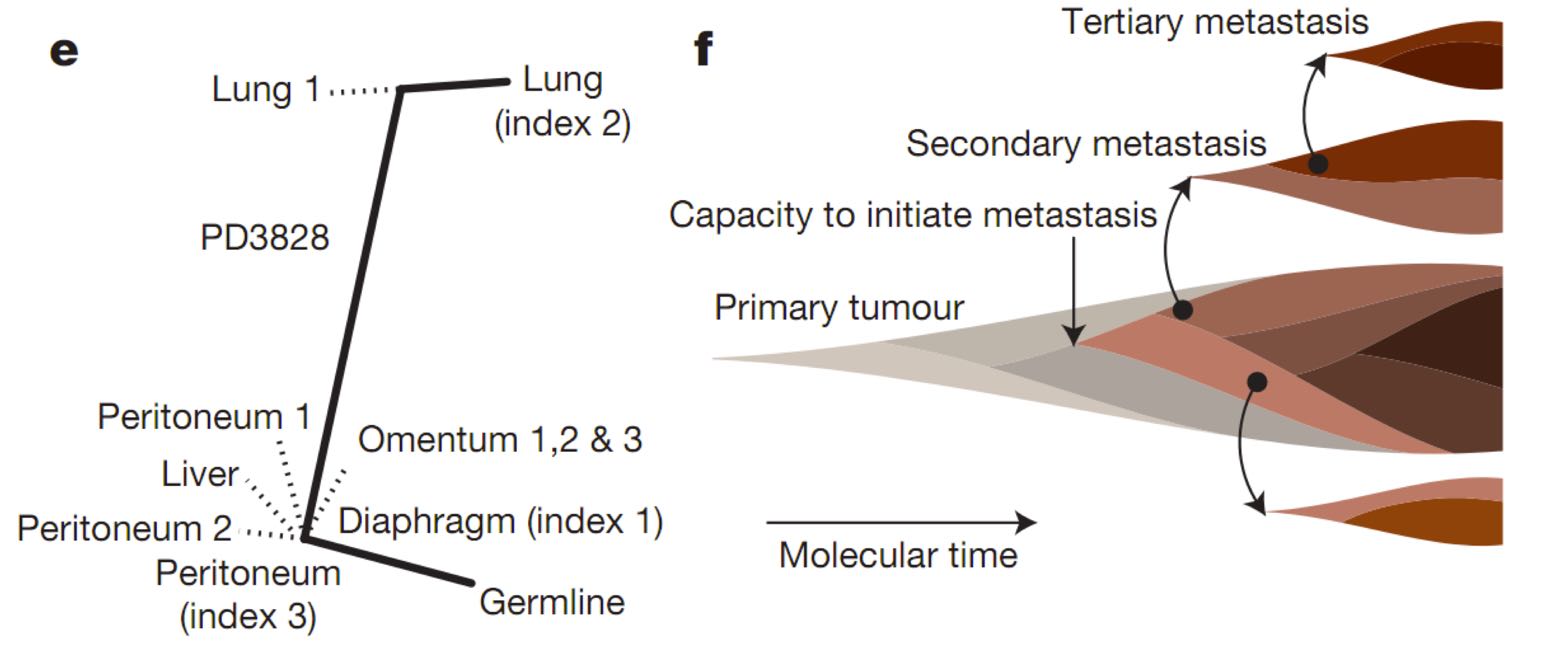 e
Lung 1
Lung
(index 2)
PD3828
Peritoneum 1
Omentum 1,2 & 3
Liver
Peritoneum 2
Diaphragm (index 1)
Peritoneum
(index 3)
Germline
f
Tertiary metastasis
Secondary metastasis
Capacity to initiate metastasis
Primary tumour
Molecular time